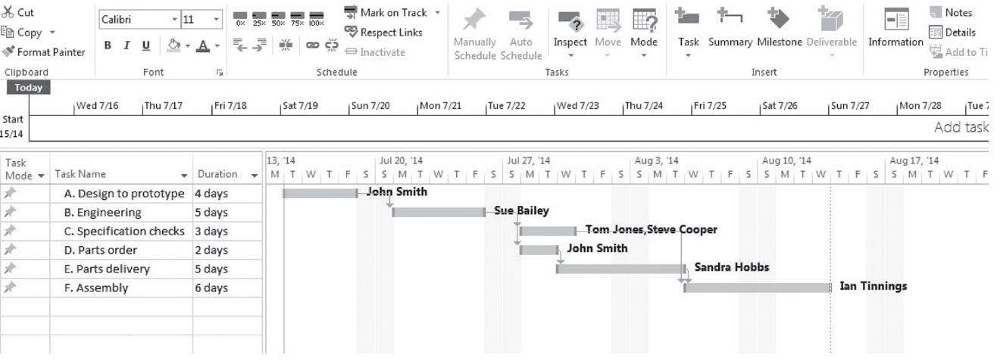 Cut
Copy
Format Painter
Clipboard
Calibri 11
B I U A
Font
0% 25% 50% 75% 100%
Mark on Track
Respect Links
Inactivate
Schedule
Manually Schedule
Auto Schedule
Inspect
Move
Mode
Tasks
Task
Summary
Milestone
Deliverable
Insert
Information
Notes
Details
Add to Ti
Properties
Today
Wed 7/16 Thu 7/17 Fri 7/18 Sat 7/19 Sun 7/20 Mon 7/21 Tue 7/22 Wed 7/23 Thu 7/24 Fri 7/25 Sat 7/26 Sun 7/27 Mon 7/28 Tue 7
Start
15/14
Add task
Task Mode Task Name Duration
13, '14 Jul 20, '14 Jul 27, '14 Aug 3, '14 Aug 10, '14 Aug 17, '14
M T W T F S S M T W T F S S M T W T F S S M T W T F S S M T W T F S S M T W T F
A. Design to prototype 4 days John Smith
B. Engineering 5 days Sue Bailey
C. Specification checks 3 days Tom Jones,Steve Cooper
D. Parts order 2 days John Smith
E. Parts delivery 5 days Sandra Hobbs
F. Assembly 6 days Ian Tinnings